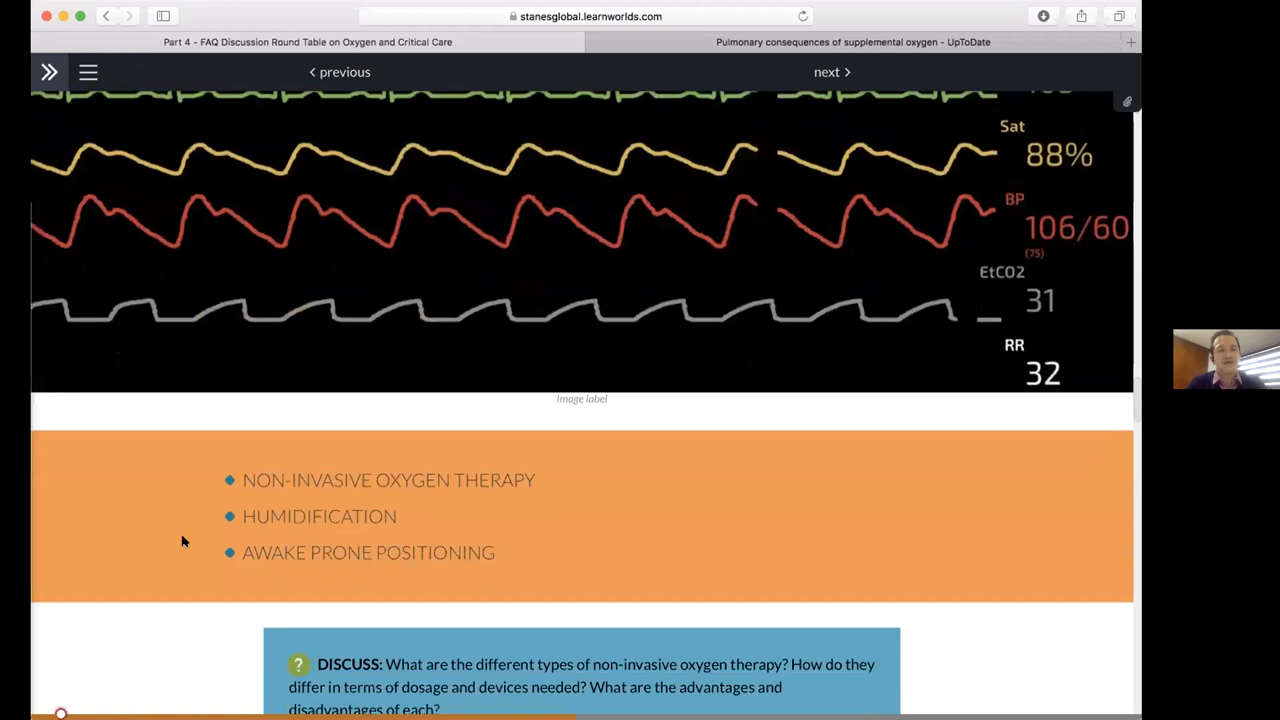 stanesglobal.learnworlds.com
Part 4 - FAQ Discussion Round Table on Oxygen and Critical Care
Pulmonary consequences of supplemental oxygen - UpToDate
previous
next
Sat
88%
BP
106/60
(75)
EtCO2
31
RR
32
Image label
NON-INVASIVE OXYGEN THERAPY
HUMIDIFICATION
AWAKE PRONE POSITIONING
? DISCUSS: What are the different types of non-invasive oxygen therapy? How do they
differ in terms of dosage and devices needed? What are the advantages and
disadvantages of each?